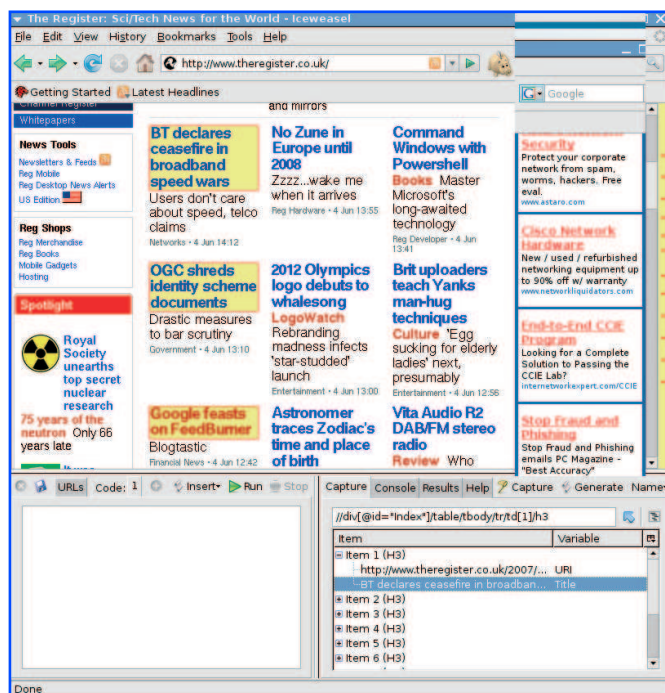 The Register: Sci/Tech News for the World - Iceweasel
File Edit View History Bookmarks Tools Help
http://www.theregister.co.uk/
G Google
Getting Started Latest Headlines
Channel Register
Whitepapers
News Tools
Newsletters & Feeds
Reg Mobile
Reg Desktop News Alerts
US Edition
Reg Shops
Reg Merchandise
Reg Books
Mobile Gadgets
Hosting
Spotlight
Royal
Society
unearths
top secret
nuclear
research
75 years of the
neutron Only 66
years late
It was
and mirrors
BT declares
ceasefire in
broadband
speed wars
Users don't care
about speed, telco
claims
Networks • 4 Jun 14:12
No Zune in
Europe until
2008
Zzzz...wake me
when it arrives
Reg Hardware • 4 Jun 13:55
Command
Windows with
Powershell
Books Master
Microsoft's
long-awaited
technology
Reg Developer • 4 Jun
13:41
OGC shreds
identity scheme
documents
Drastic measures
to bar scrutiny
Government • 4 Jun 13:10
2012 Olympics
logo debuts to
whalesong
LogoWatch
Rebranding
madness infects
'star-studded'
launch
Entertainment • 4 Jun 13:00
Brit uploaders
teach Yanks
man-hug
techniques
Culture 'Egg
sucking for elderly
ladies' next,
presumably
Entertainment • 4 Jun 12:56
Google feasts
on FeedBurner
Blogtastic
Financial News • 4 Jun 12:42
Astronomer
traces Zodiac's
time and place
of birth
Vita Audio R2
DAB/FM stereo
radio
Review Who
Network
Security
Protect your corporate
network from spam,
worms, hackers. Free
eval.
www.astaro.com
Cisco Network
Hardware
New / used / refurbished
networking equipment up
to 90% off w/ warranty
www.networkliquidators.com
End-to-End CCIE
Program
Looking for a Complete
Solution to Passing the
CCIE Lab?
internetworkexpert.com/CCIE
Stop Fraud and
Phishing
Stop Fraud and Phishing
emails PC Magazine -
"Best Accuracy"
URLs Code: 1 Insert Run Stop
Capture Console Results Help Capture Generate Name
//div[@id="Index"]/table/tbody/tr/td[1]/h3
Item Variable
Item 1 (H3)
http://www.theregister.co.uk/2007/... URI
BT declares ceasefire in broadban... Title
Item 2 (H3)
Item 3 (H3)
Item 4 (H3)
Item 5 (H3)
Item 6 (H3)
Done